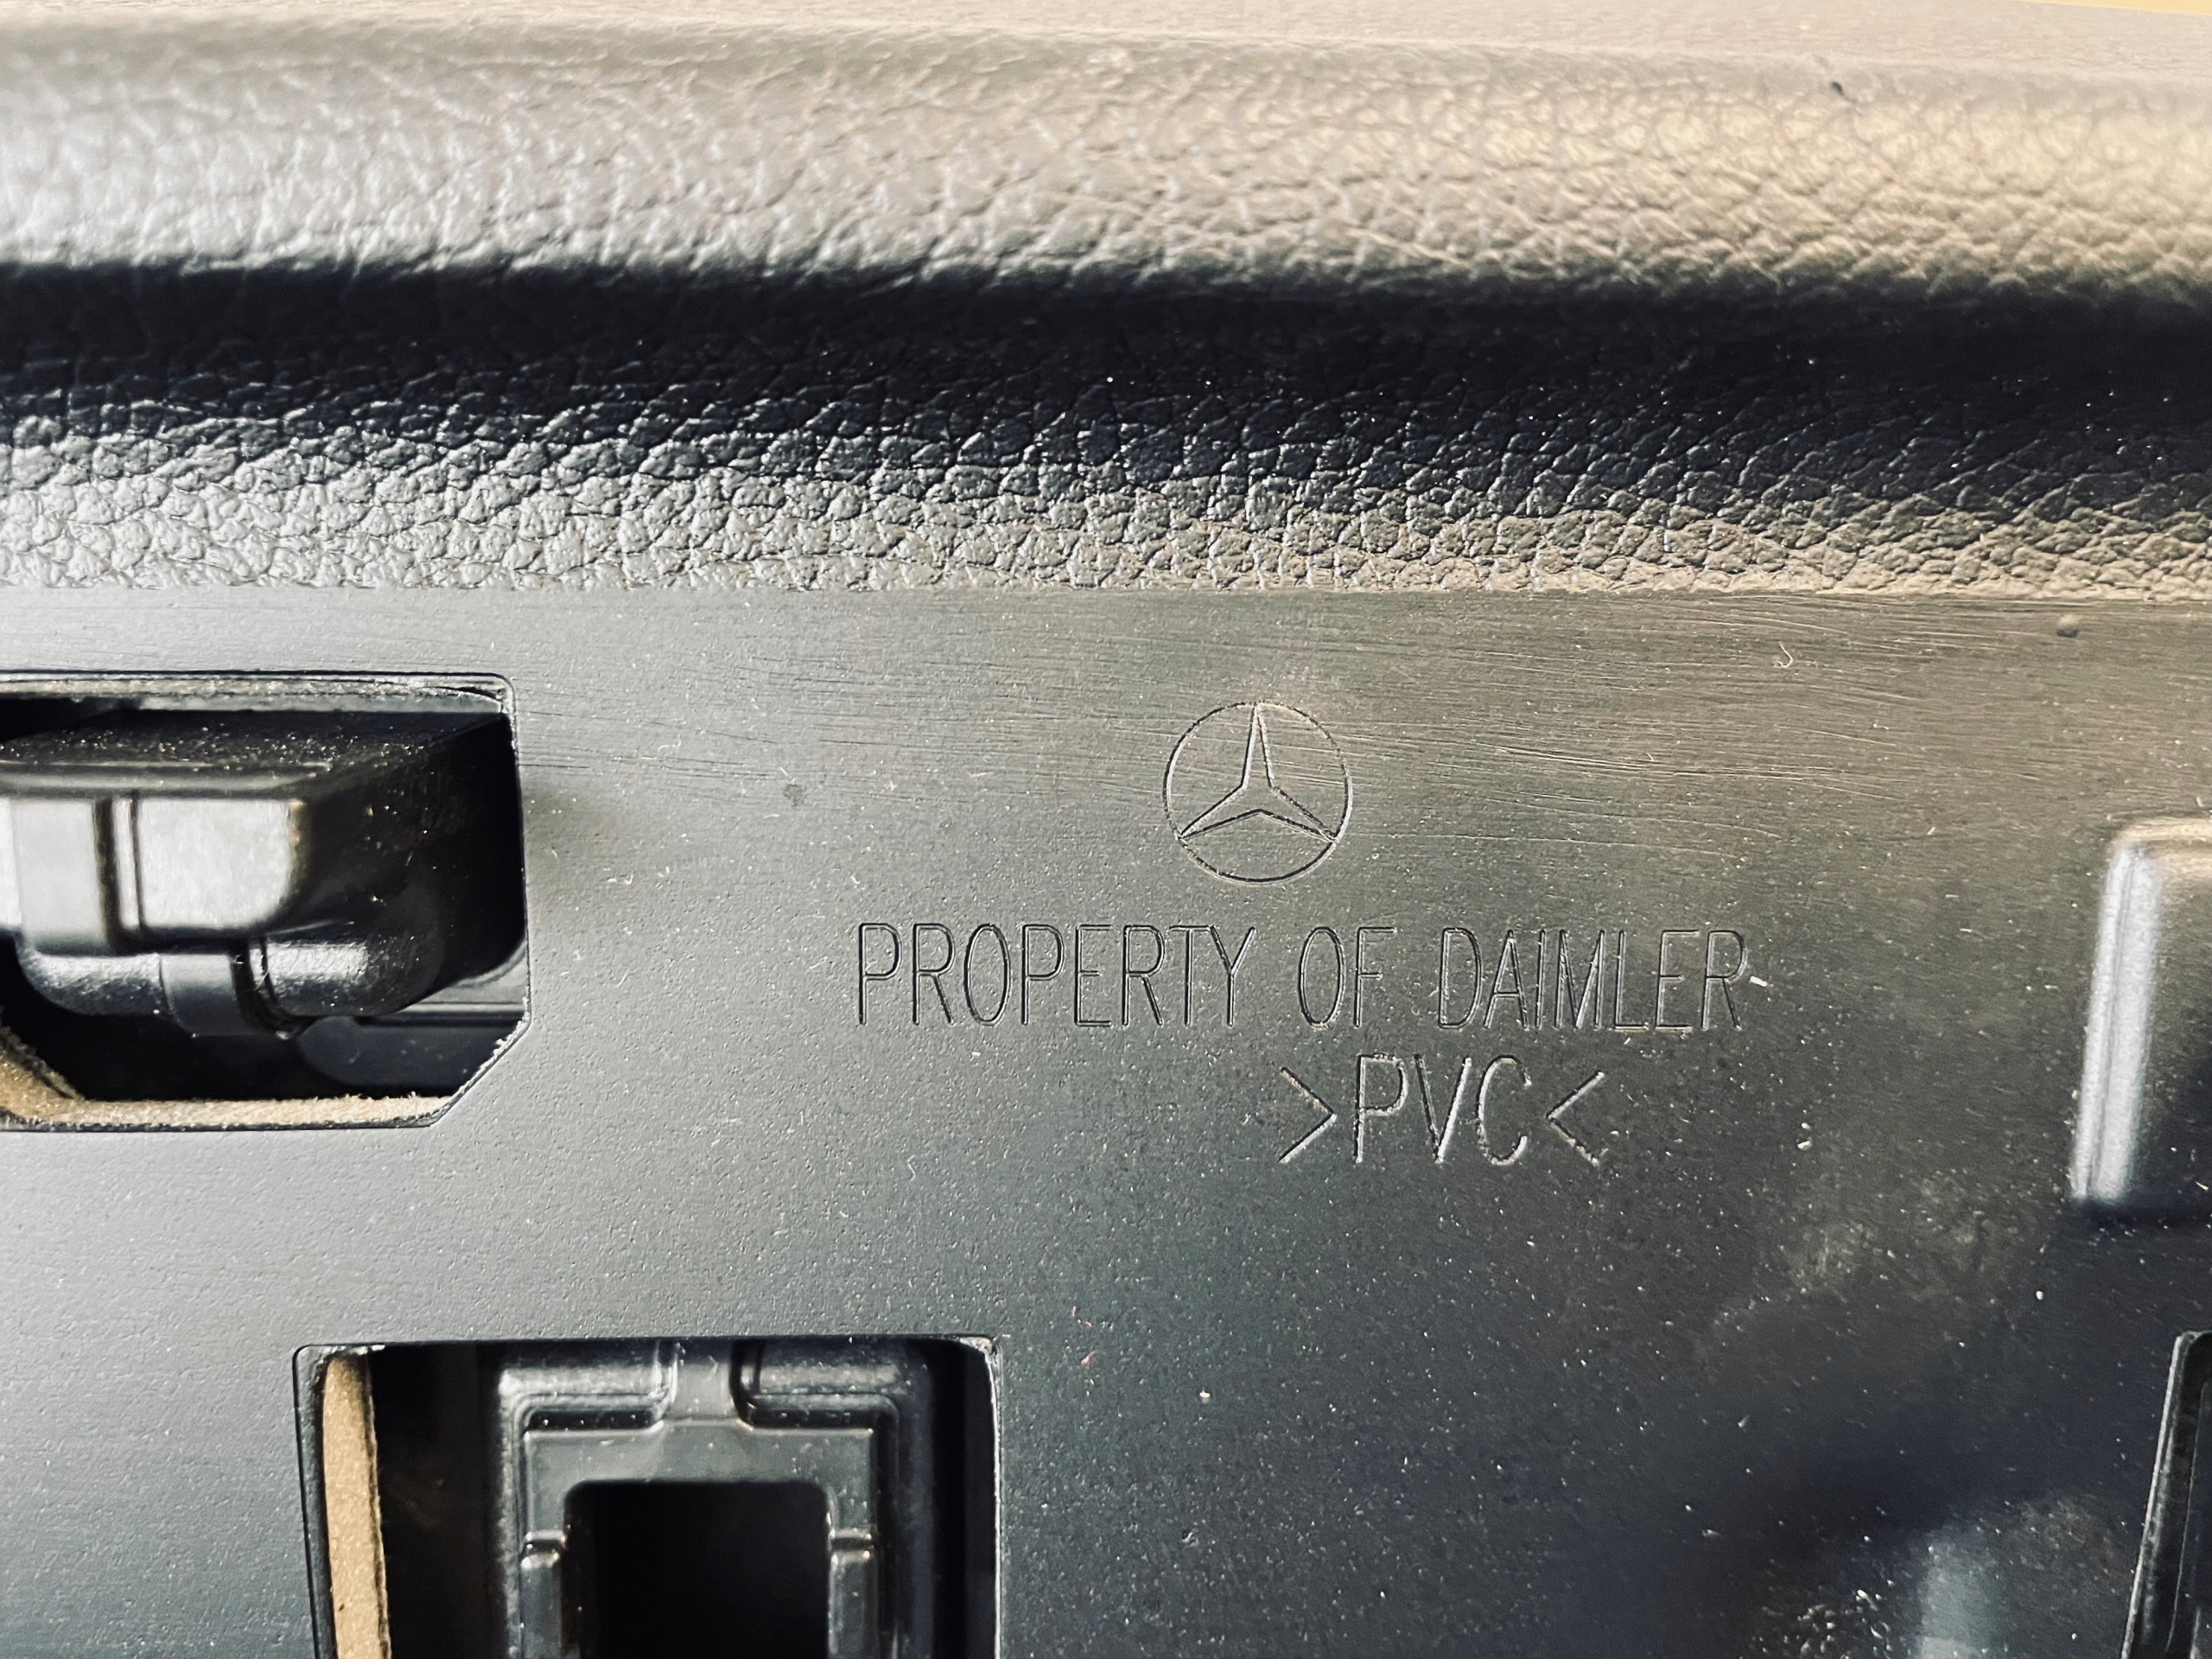 PROPERTY OF DAIMLER
>PVC<